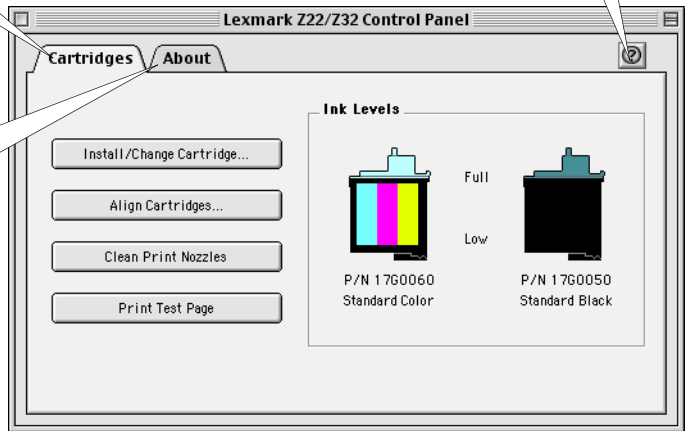 Lexmark Z22/Z32 Control Panel
Cartridges
About
?
Install/Change Cartridge...
Align Cartridges...
Clean Print Nozzles
Print Test Page
Ink Levels
Full
Low
P/N 17G0060
Standard Color
P/N 17G0050
Standard Black